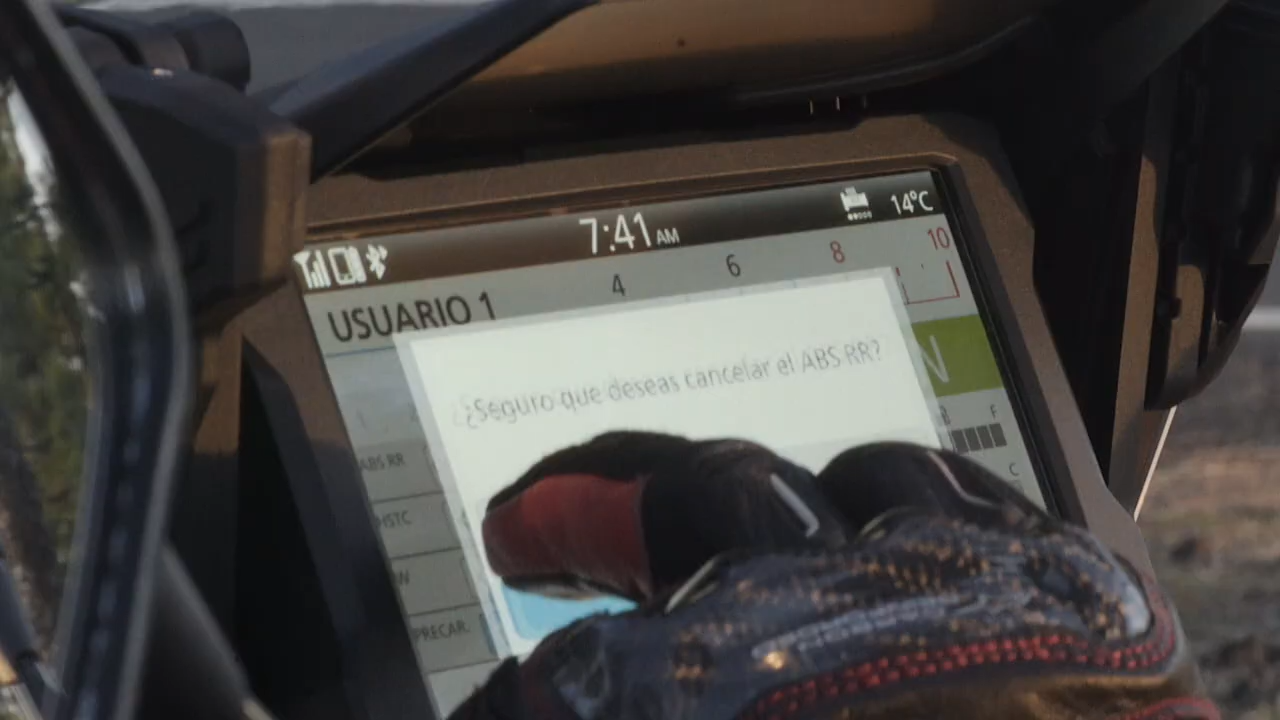 7:41 AM
14°C
USUARIO 1
4 6 8 10
¿Seguro que deseas cancelar el ABS RR?
N
F
ABS RR
HSTC
C
PRECAR.